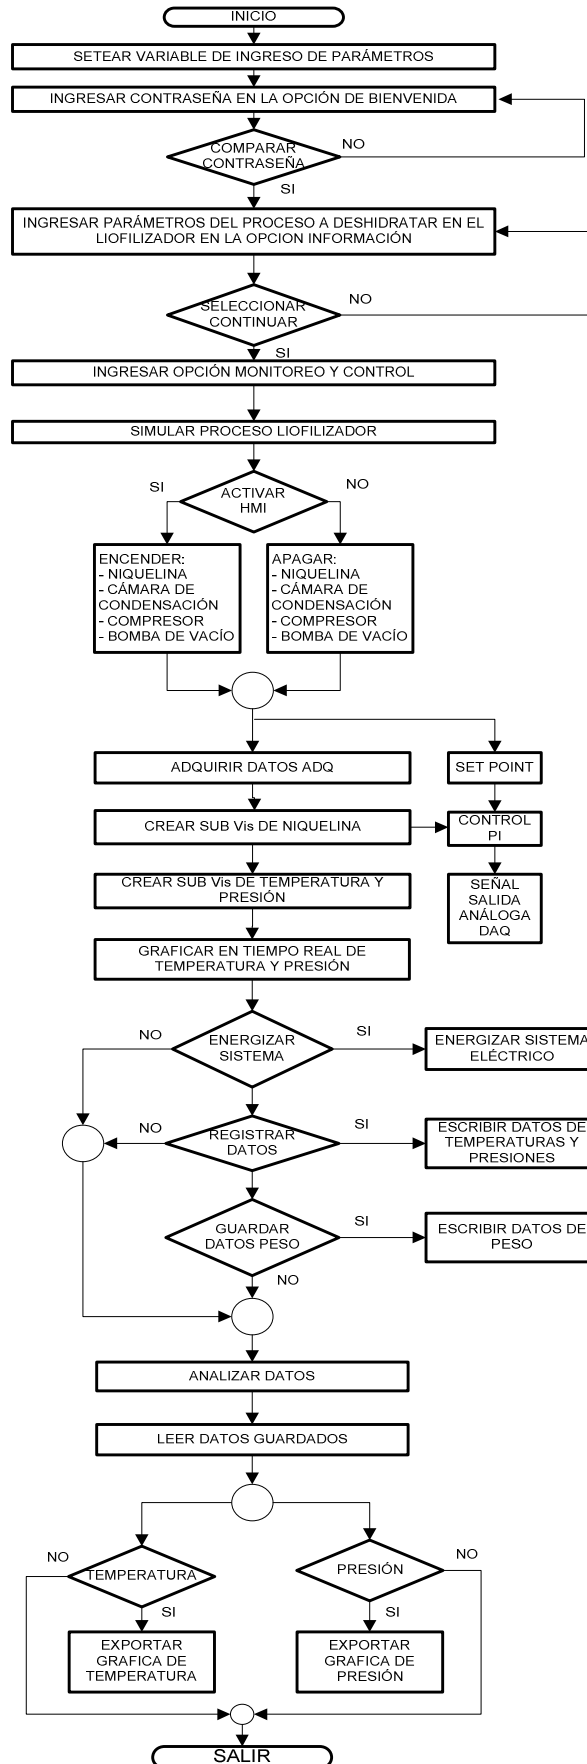 INICIO
SETEAR VARIABLE DE INGRESO DE PARÁMETROS
INGRESAR CONTRASEÑA EN LA OPCIÓN DE BIENVENIDA
COMPARAR
CONTRASEÑA
NO
SI
INGRESAR PARÁMETROS DEL PROCESO A DESHIDRATAR EN EL
LIOFILIZADOR EN LA OPCION INFORMACIÓN
SELECCIONAR
CONTINUAR
NO
SI
INGRESAR OPCIÓN MONITOREO Y CONTROL
SIMULAR PROCESO LIOFILIZADOR
SI
ACTIVAR
HMI
NO
ENCENDER:
- NIQUELINA
- CÁMARA DE
CONDENSACIÓN
- COMPRESOR
- BOMBA DE VACÍO
APAGAR:
- NIQUELINA
- CÁMARA DE
CONDENSACIÓN
- COMPRESOR
- BOMBA DE VACÍO
ADQUIRIR DATOS ADQ
SET POINT
CREAR SUB Vis DE NIQUELINA
CONTROL
PI
CREAR SUB Vis DE TEMPERATURA Y
PRESIÓN
SEÑAL
SALIDA
ANÁLOGA
DAQ
GRAFICAR EN TIEMPO REAL DE
TEMPERATURA Y PRESIÓN
NO
ENERGIZAR
SISTEMA
SI
ENERGIZAR SISTEMA
ELÉCTRICO
NO
REGISTRAR
DATOS
SI
ESCRIBIR DATOS DE
TEMPERATURAS Y
PRESIONES
GUARDAR
DATOS PESO
SI
ESCRIBIR DATOS DE
PESO
NO
ANALIZAR DATOS
LEER DATOS GUARDADOS
NO
TEMPERATURA
SI
PRESIÓN
NO
SI
EXPORTAR
GRAFICA DE
TEMPERATURA
EXPORTAR
GRAFICA DE
PRESIÓN
SALIR